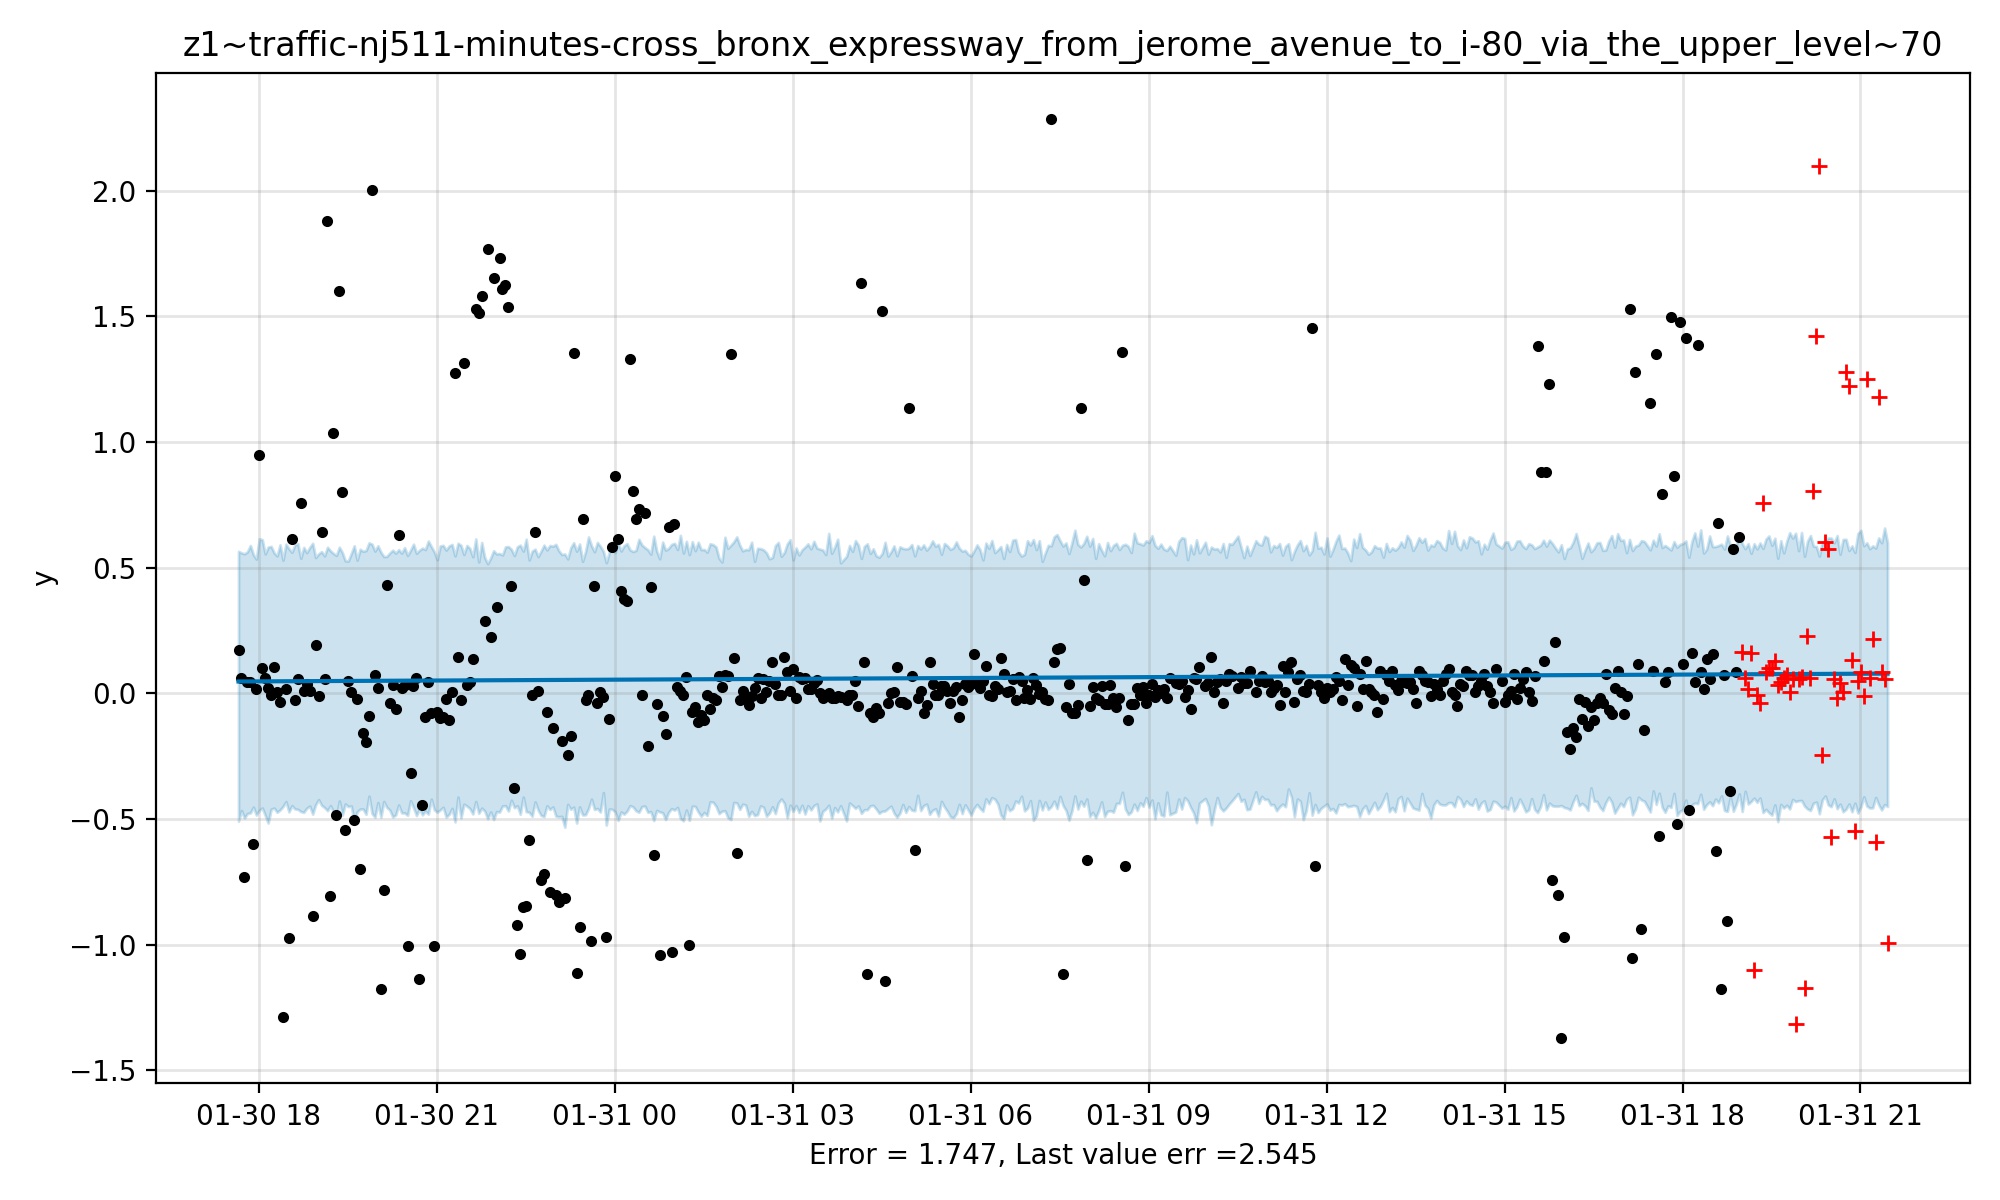 z1~traffic-nj511-minutes-cross_bronx_expressway_from_jerome_avenue_to_i-80_via_the_upper_level~70
y
2.0
1.5
1.0
0.5
0.0
−0.5
−1.0
−1.5
01-30 18 01-30 21 01-31 00 01-31 03 01-31 06 01-31 09 01-31 12 01-31 15 01-31 18 01-31 21
Error = 1.747, Last value err =2.545